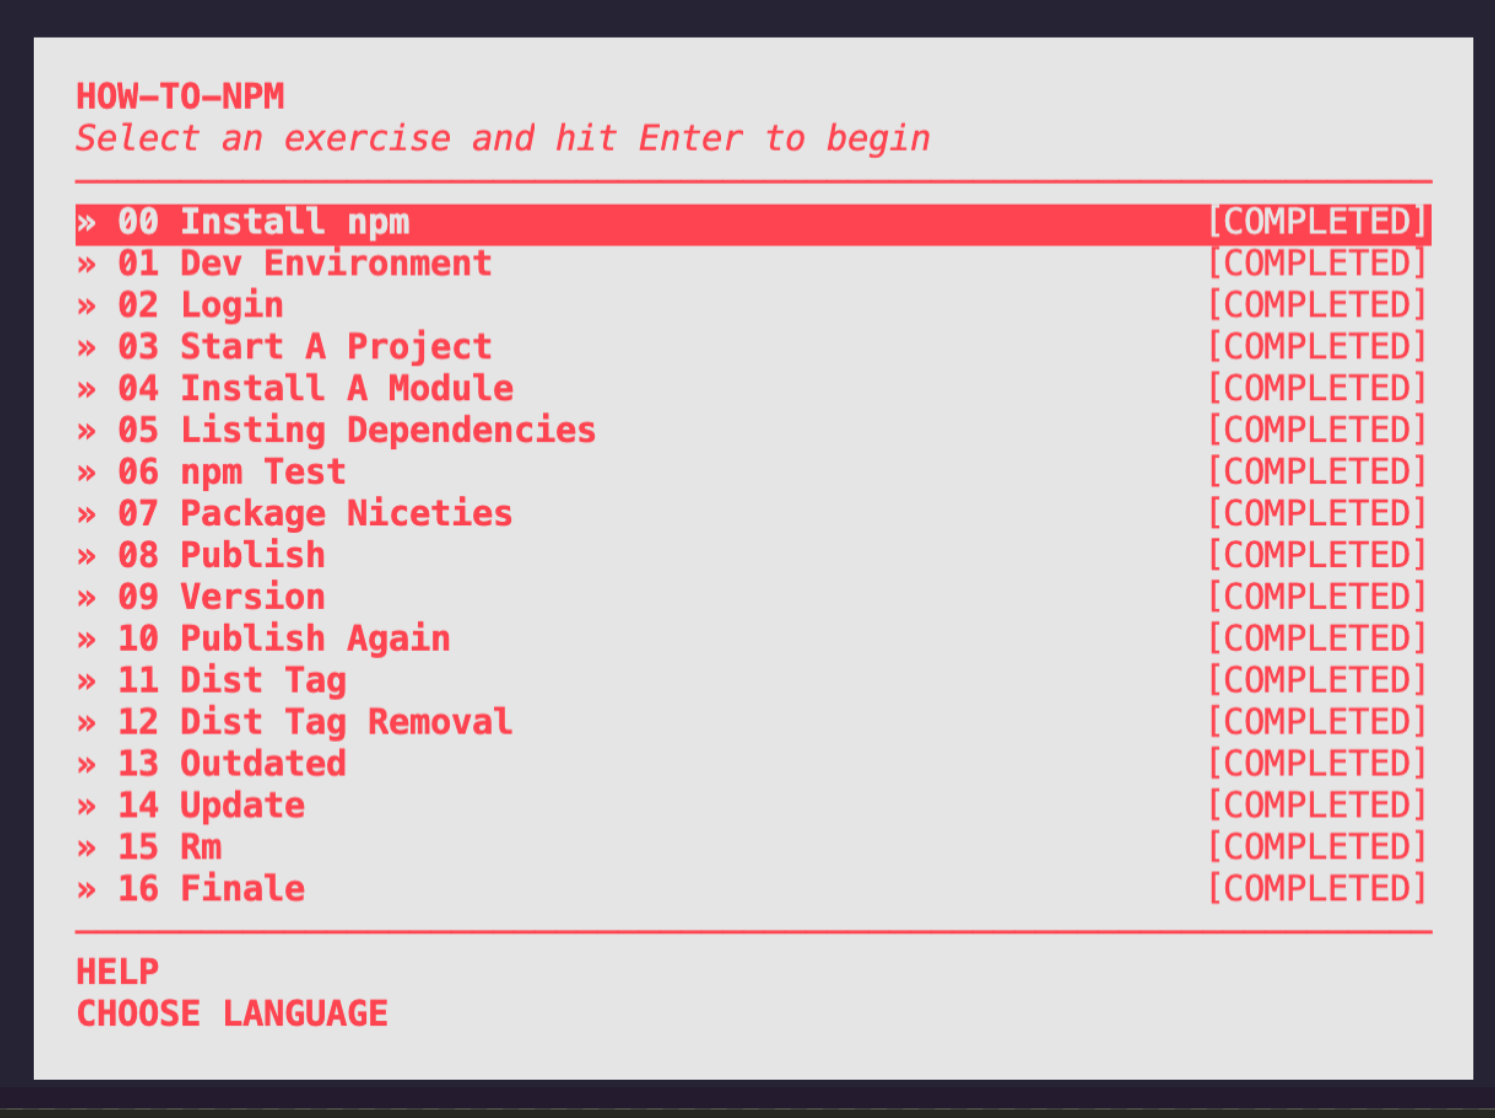 HOW—TO—NPM
Select an exercise and hit Enter to begin
» 00 Install npm [COMPLETED]
» 01 Dev Environment [COMPLETED]
» 02 Login [COMPLETED]
» 03 Start A Project [COMPLETED]
» 04 Install A Module [COMPLETED]
» 05 Listing Dependencies [COMPLETED]
» 06 npm Test [COMPLETED]
» 07 Package Niceties [COMPLETED]
» 08 Publish [COMPLETED]
» 09 Version [COMPLETED]
» 10 Publish Again [COMPLETED]
» 11 Dist Tag [COMPLETED]
» 12 Dist Tag Removal [COMPLETED]
» 13 Outdated [COMPLETED]
» 14 Update [COMPLETED]
» 15 Rm [COMPLETED]
» 16 Finale [COMPLETED]
HELP
CHOOSE LANGUAGE